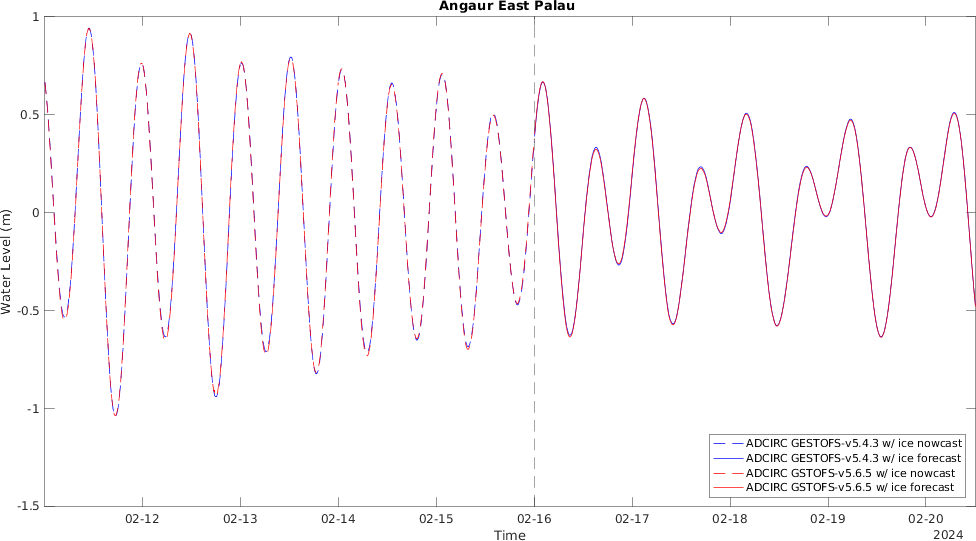 Angaur East Palau
1
0.5
0
-0.5
-1
-1.5
Water Level (m)
02-12
02-13
02-14
02-15
02-16
02-17
02-18
02-19
02-20
Time
2024
ADCIRC GESTOFS-v5.4.3 w/ ice nowcast
ADCIRC GESTOFS-v5.4.3 w/ ice forecast
ADCIRC GSTOFS-v5.6.5 w/ ice nowcast
ADCIRC GSTOFS-v5.6.5 w/ ice forecast